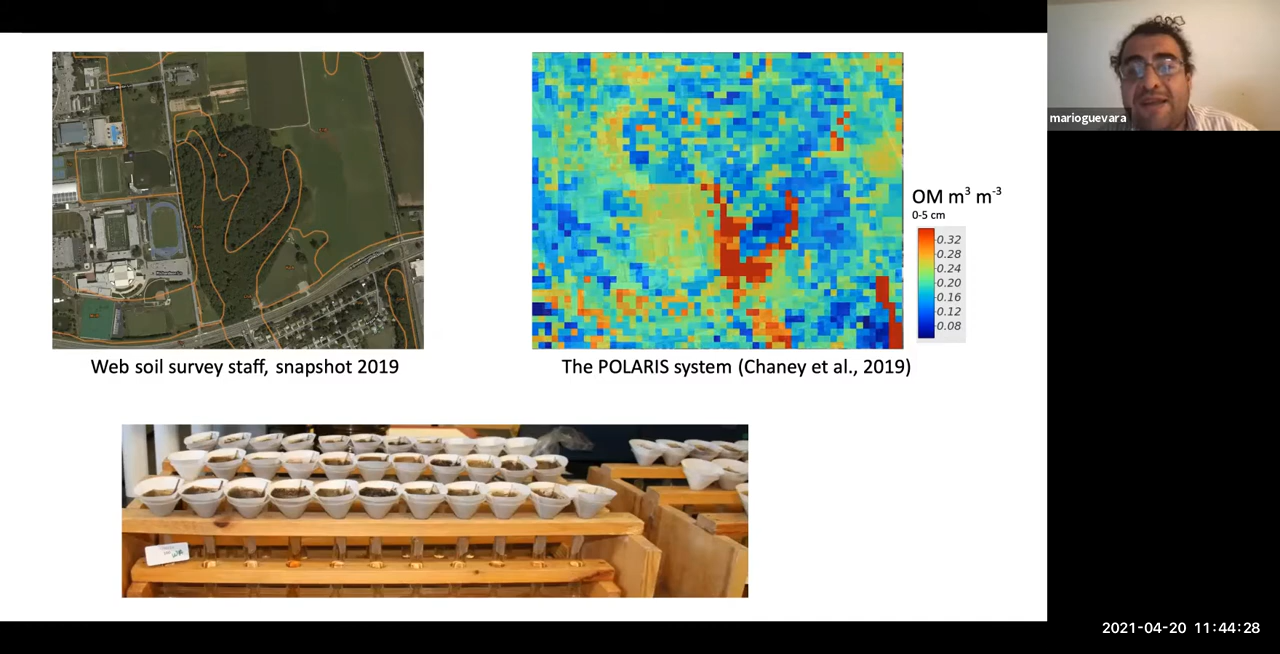 marioguevara
OM m³ m⁻³
0-5 cm
0.32
0.28
0.24
0.20
0.16
0.12
0.08
Web soil survey staff, snapshot 2019
The POLARIS system (Chaney et al., 2019)
2021-04-20 11:44:28